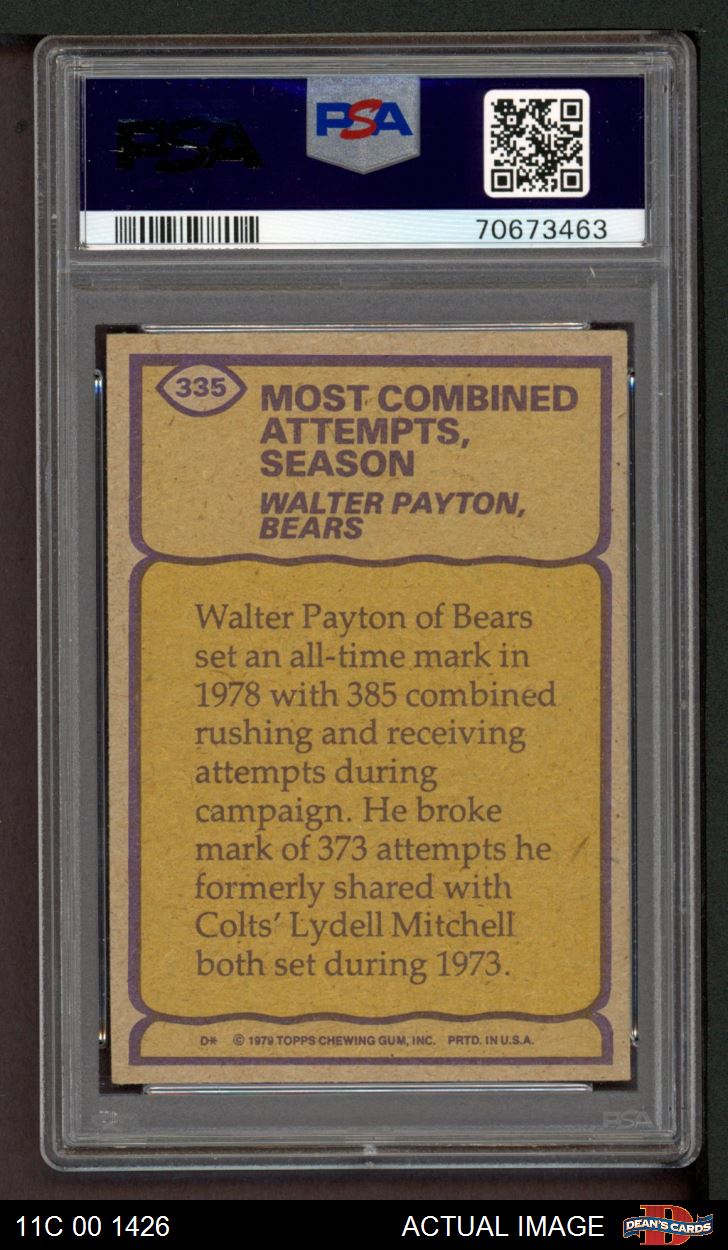 PSA
PSA
70673463
335
MOST COMBINED
ATTEMPTS,
SEASON
WALTER PAYTON,
BEARS
Walter Payton of Bears
set an all-time mark in
1978 with 385 combined
rushing and receiving
attempts during
campaign. He broke
mark of 373 attempts he
formerly shared with
Colts' Lydell Mitchell
both set during 1973.
D* © 1979 TOPPS CHEWING GUM, INC. PRTD. IN U.S.A.
PSA
11C 00 1426 ACTUAL IMAGE DEAN'S CARDS